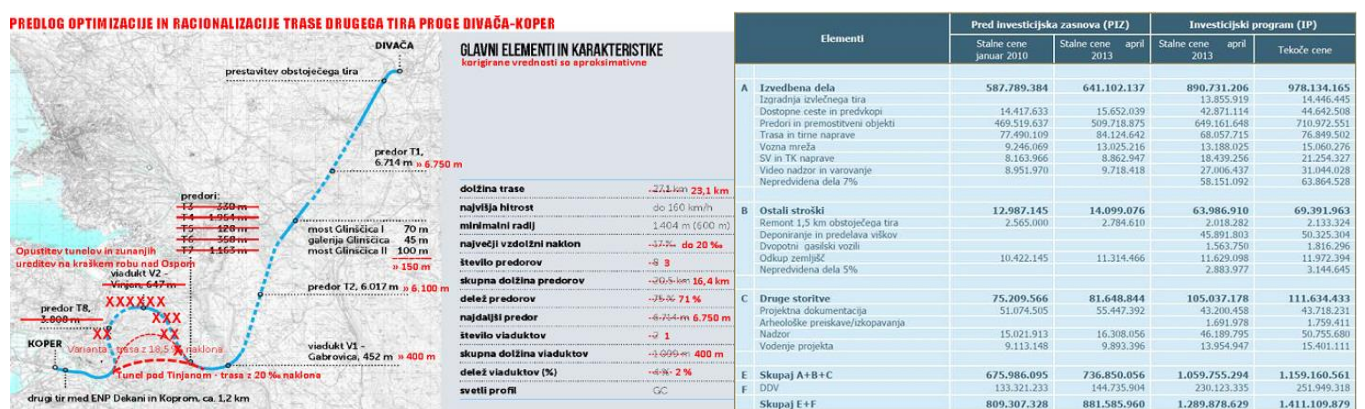 PREDLOG OPTIMIZACIJE IN RACIONALIZACIJE TRASE DRUGEGA TIRA PROGE DIVAČA-KOPER
DIVAČA
prestavitev obstoječega tira
predor T1,
6.714 m » 6.750 m
predori:
T3 330 m
T4 1.954 m
T5 128 m
T6 358 m
T7 1.163 m
most Glinščica I 70 m
galerija Glinščica 45 m
most Glinščica II 100 m
» 150 m
Opustitev tunelov in zunanjih
ureditev na kraškem robu nad Ospom
viadukt V2 –
Vinjan, 647 m
XXXXXX
predor T2, 6.017 m » 6.100 m
predor T8,
3.808 m
XX
XX
KOPER
Varianta - trasa z 18,5 ‰ naklona
viadukt V1 –
Gabrovica, 452 m » 400 m
Tunel pod Tinjanom - trasa z 20 ‰ naklona
drugi tir med ENP Dekani in Koprom, ca. 1,2 km
GLAVNI ELEMENTI IN KARAKTERISTIKE
korigirane vrednosti so aproksimativne
dolžina trase 27,1 km 23,1 km
najvišja hitrost do 160 km/h
minimalni radij 1404 m (600 m)
največji vzdolžni naklon 17 ‰ do 20 ‰
število predorov 8 3
skupna dolžina predorov 20,5 km 16,4 km
delež predorov 75 % 71 %
najdaljši predor 6.714 m 6.750 m
število viaduktov 2 1
skupna dolžina viaduktov 1 099 m 400 m
delež viaduktov (%) 4 % 2 %
svetli profil GC
Elementi
Pred investicijska zasnova (PIZ) Investicijski program (IP)
Stalne cene januar 2010 Stalne cene april 2013 Stalne cene april 2013 Tekoče cene
A Izvedbena dela 587.789.384 641.102.137 890.731.206 978.134.165
Izgradnja izvlečnega tira 13.855.919 14.446.445
Dostopne ceste in predvkopi 14.417.633 15.652.039 42.871.114 44.642.508
Predori in premostitveni objekti 469.519.637 509.718.875 649.161.648 710.972.551
Trasa in tirne naprave 77.490.109 84.124.642 68.057.715 76.849.502
Vozna mreža 9.246.069 13.025.216 13.188.025 15.060.276
SV in TK naprave 8.163.966 8.862.947 18.439.256 21.254.327
Video nadzor in varovanje 8.951.970 9.718.418 27.006.437 31.044.028
Nepredvidena dela 7% 58.151.092 63.864.528
B Ostali stroški 12.987.145 14.099.076 63.986.910 69.391.963
Remont 1,5 km obstoječega tira 2.565.000 2.784.610 2.018.282 2.133.324
Deponiranje in predelava viškov 45.891.803 50.325.304
Dvopotni gasilski vozili 1.563.750 1.816.296
Odkup zemljišč 10.422.145 11.314.466 11.629.098 11.972.394
Nepredvidena dela 5% 2.883.977 3.144.645
C Druge storitve 75.209.566 81.648.844 105.037.178 111.634.433
Projektna dokumentacija 51.074.505 55.447.392 43.200.458 43.718.231
Arheološke preiskave/izkopavanja 1.691.978 1.759.411
Nadzor 15.021.913 16.308.056 46.189.795 50.755.680
Vodenje projekta 9.113.148 9.893.396 13.954.947 15.401.111
E Skupaj A+B+C 675.986.095 736.850.056 1.059.755.294 1.159.160.561
F DDV 133.321.233 144.735.904 230.123.335 251.949.318
Skupaj E+F 809.307.328 881.585.960 1.289.878.629 1.411.109.879